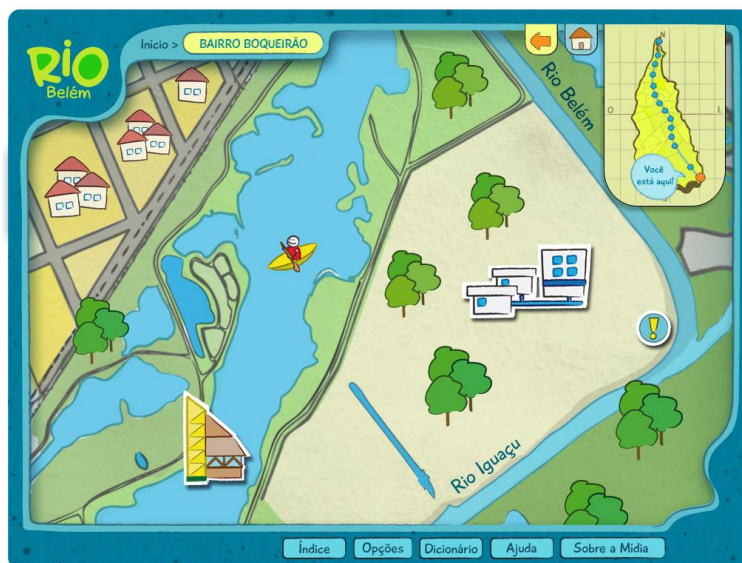 RIO
Belém
Início >
BAIRRO BOQUEIRÃO
Rio Belém
N
O
L
Você
está aqui!
!
Rio Iguaçu
Índice
Opções
Dicionário
Ajuda
Sobre a Mídia